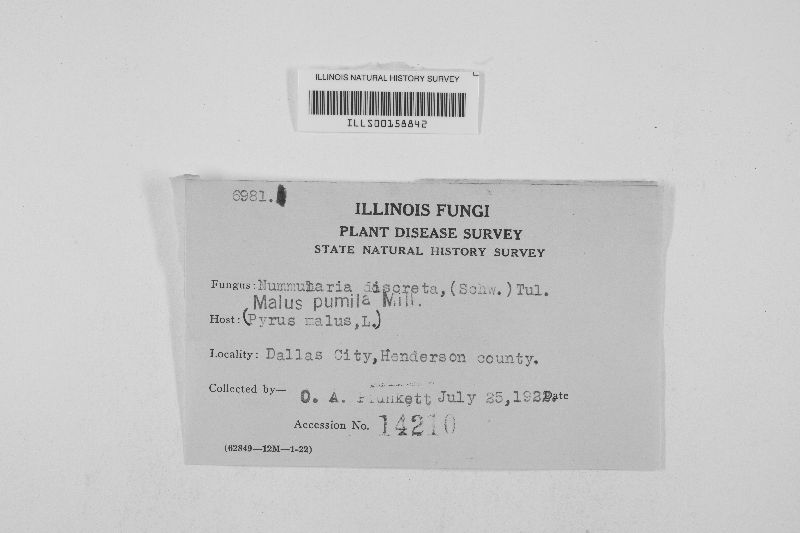 ILLINOIS NATURAL HISTORY SURVEY
ILLS00158842
6981.
ILLINOIS FUNGI
PLANT DISEASE SURVEY
STATE NATURAL HISTORY SURVEY
Fungus: Nummularia discreta, (Schw.) Tul.
Malus pumila Mill.
Host: (Pyrus malus, L.)
Locality: Dallas City, Henderson county.
Collected by— O. A. Plunkett July 25, 1922. Date
Accession No. 14210
(62849—12M—1-22)